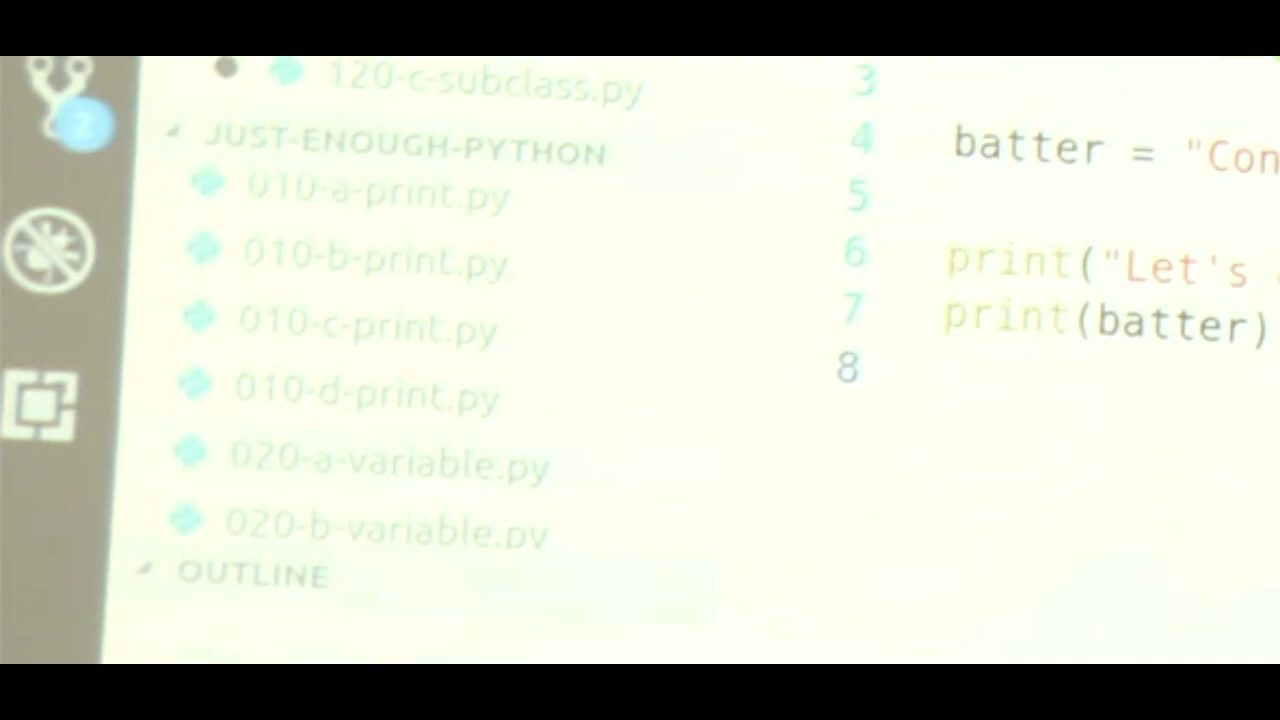 2
120-c-subclass.py
JUST-ENOUGH-PYTHON
010-a-print.py
010-b-print.py
010-c-print.py
010-d-print.py
020-a-variable.py
020-b-variable.py
OUTLINE
3
4 batter = "Con
5
6 print("Let's
7 print(batter)
8